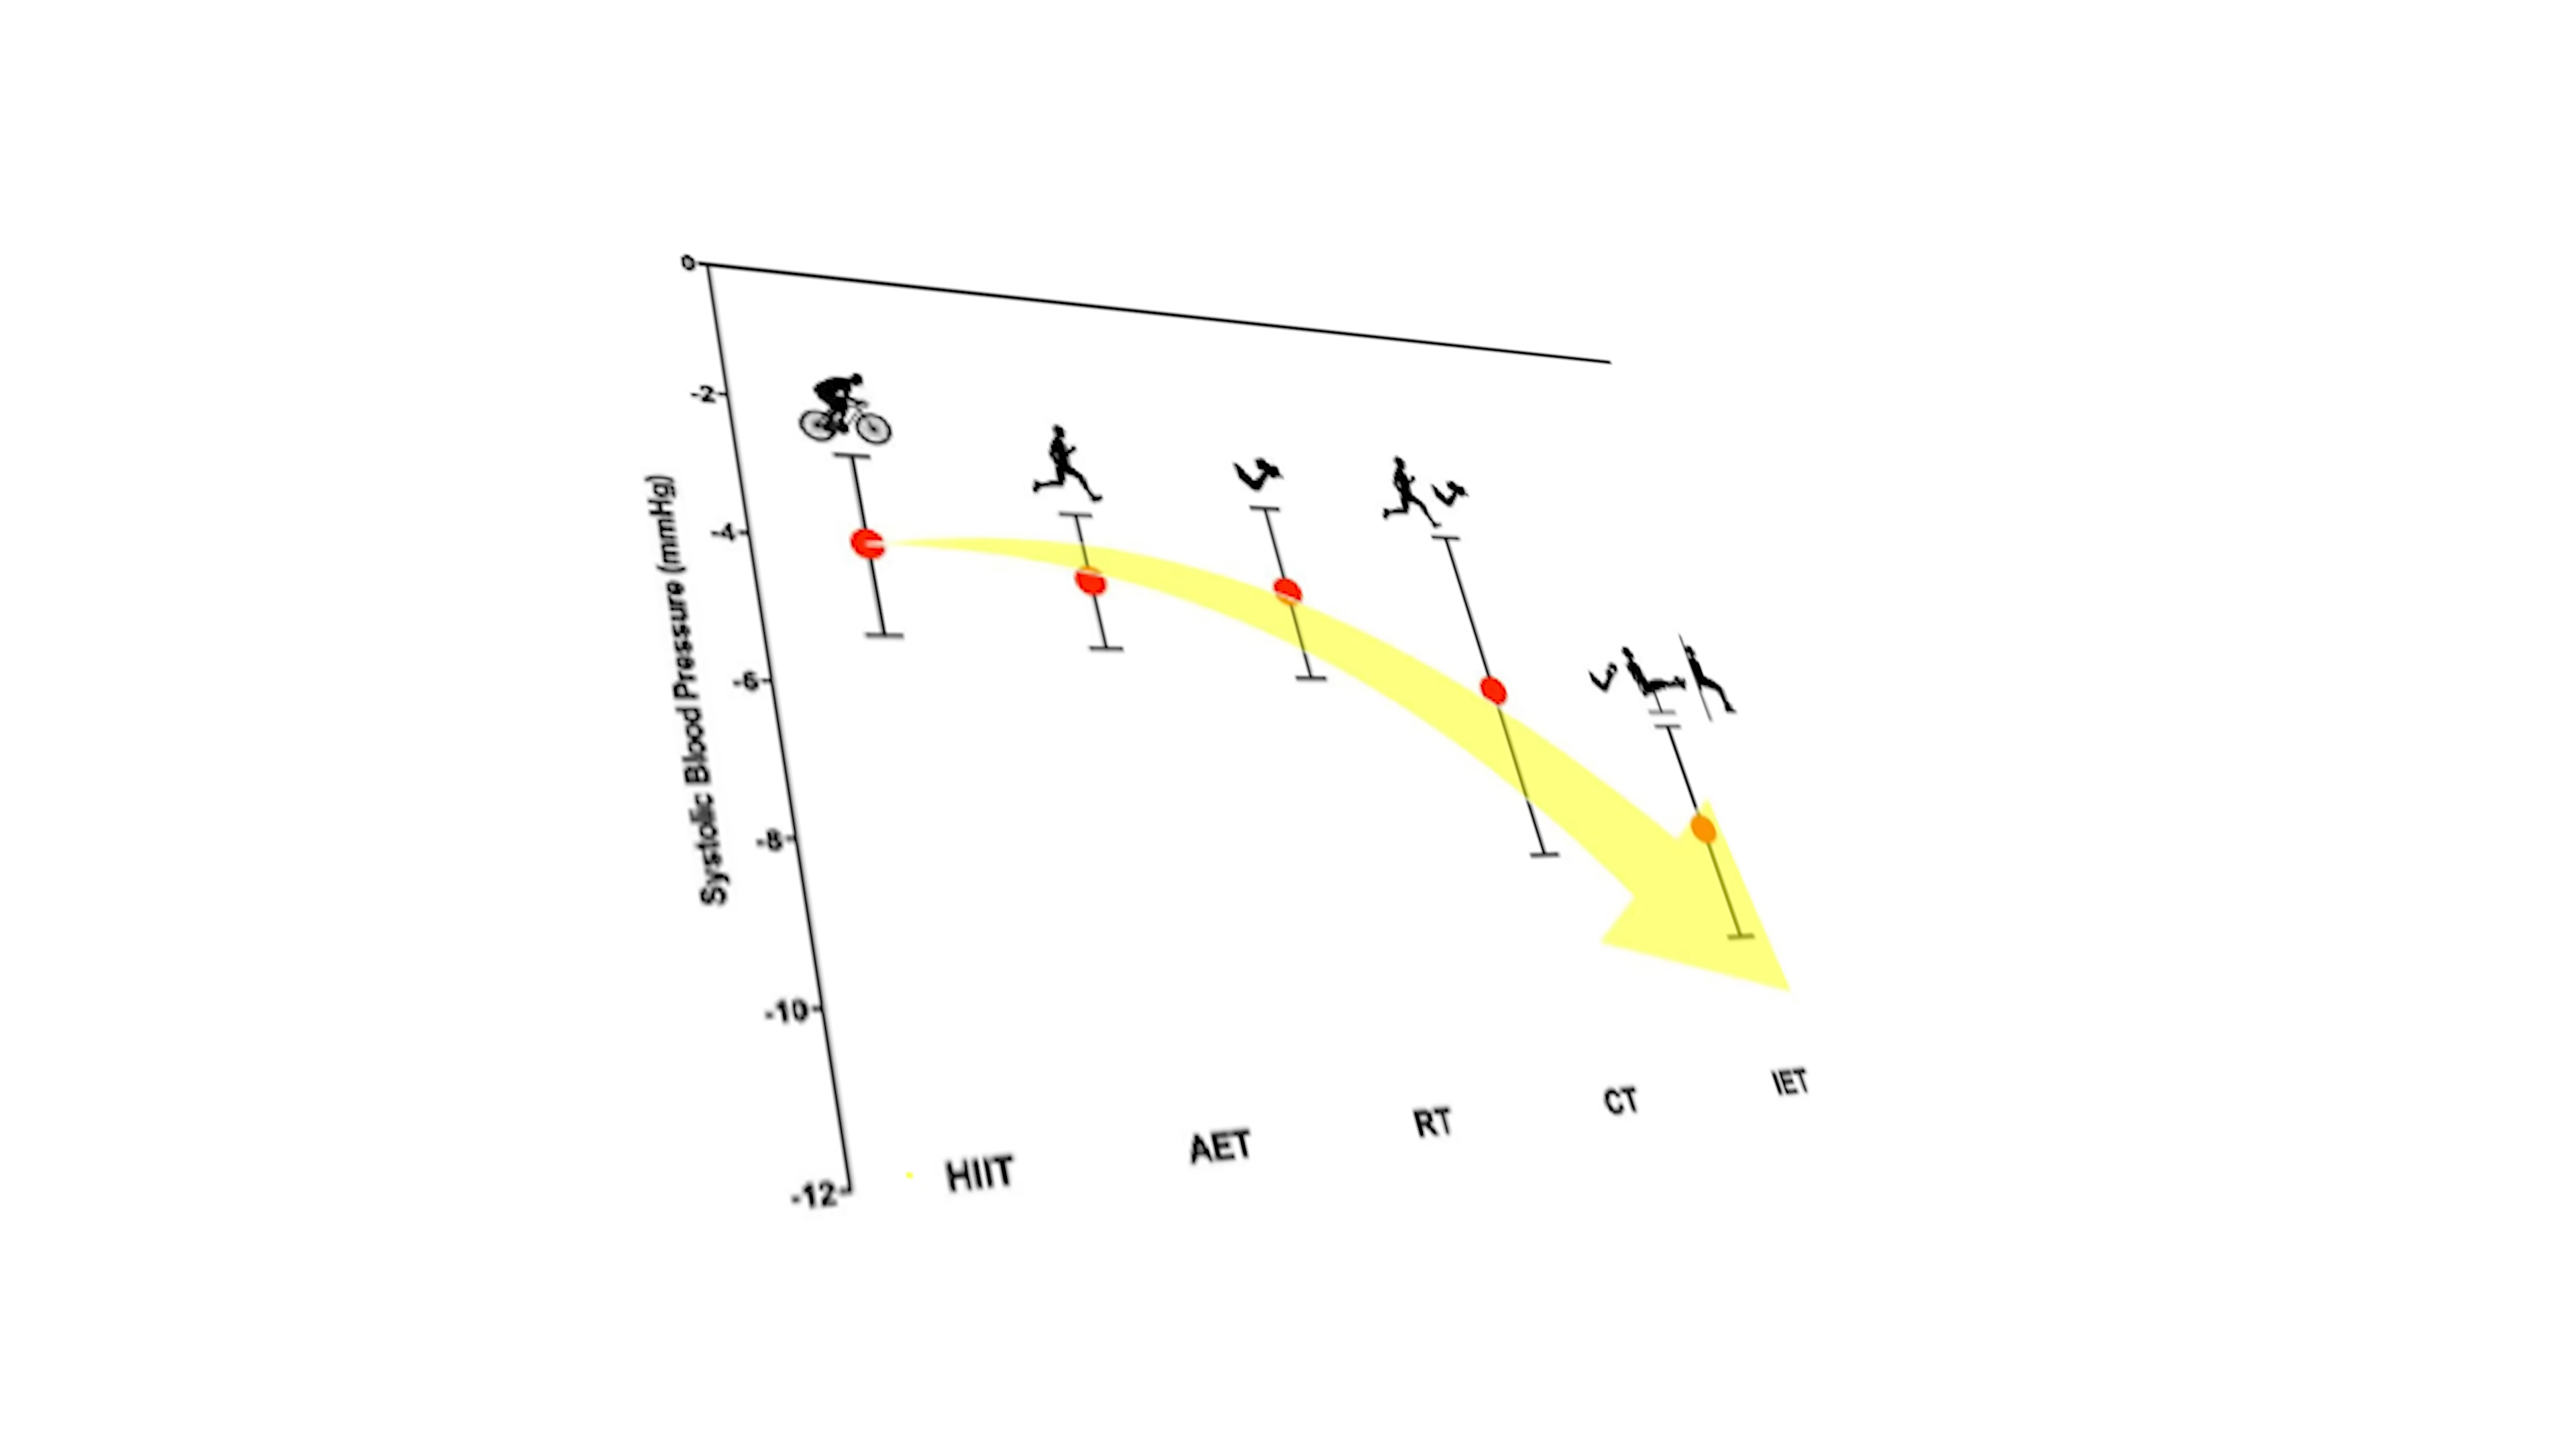 0
-2
-4
-6
-8
-10
-12
Systolic Blood Pressure (mmHg)
HIIT
AET
RT
CT
IET